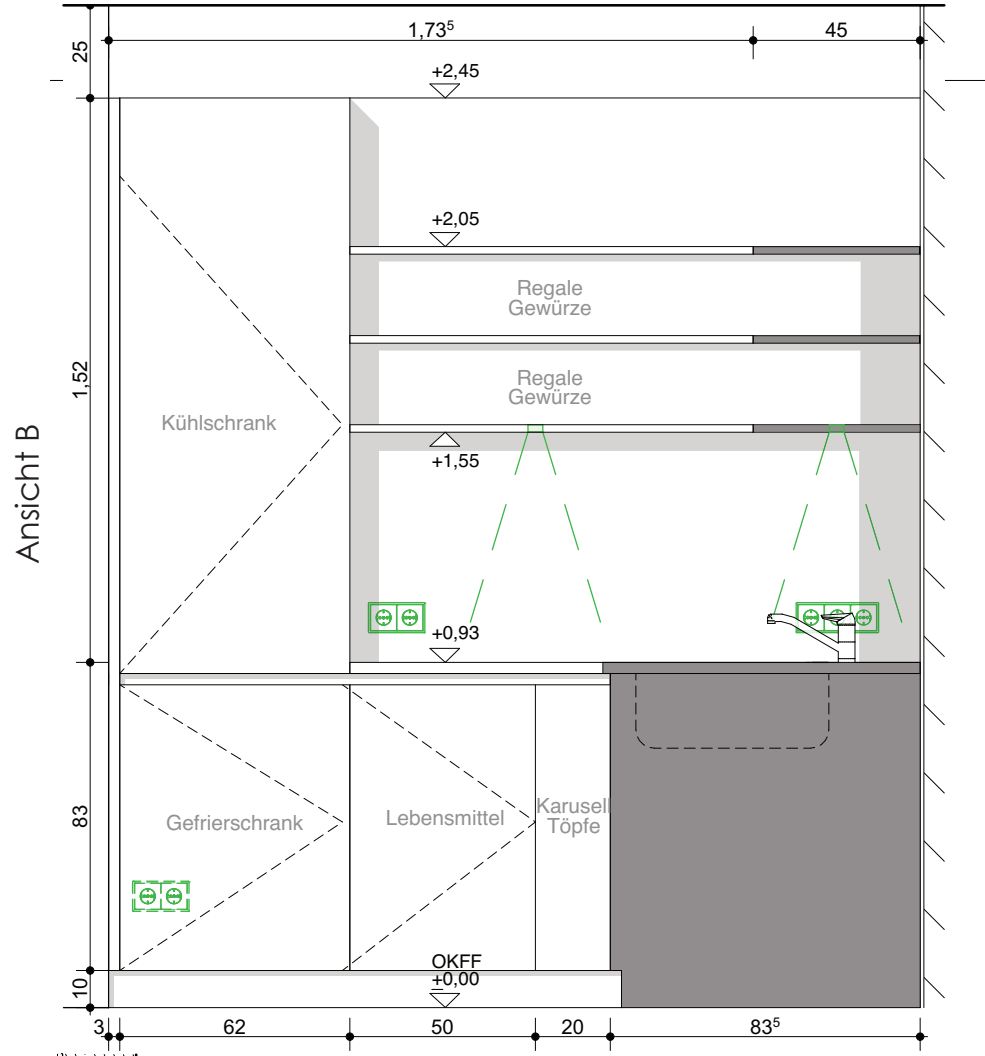 1,73⁵
45
25
+2,45
+2,05
Regale
Gewürze
1,52
Regale
Gewürze
Kühlschrank
+1,55
Ansicht B
+0,93
83
Gefrierschrank
Lebensmittel
Karusell
Töpfe
OKFF
+0,00
10
3
62
50
20
83⁵